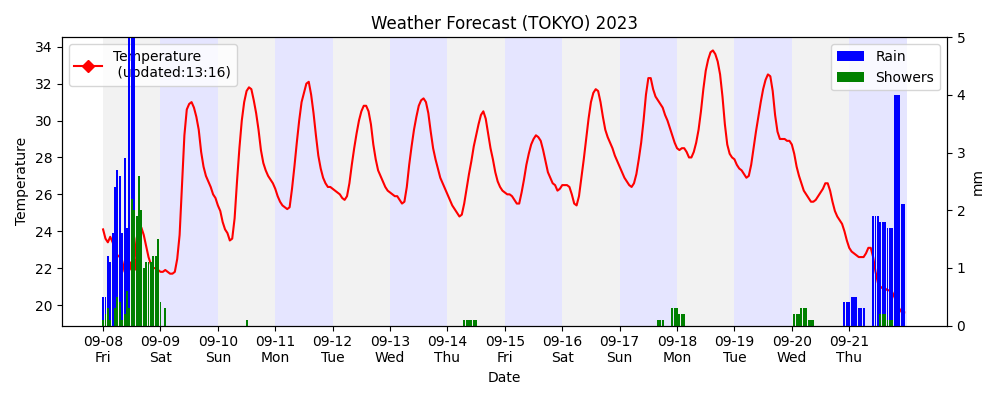 Weather Forecast (TOKYO) 2023
Temperature
(updated:13:16)
Rain
Showers
Temperature
34
32
30
28
26
24
22
20
5
4
3
2
1
0
mm
09-08 09-09 09-10 09-11 09-12 09-13 09-14 09-15 09-16 09-17 09-18 09-19 09-20 09-21
Fri Sat Sun Mon Tue Wed Thu Fri Sat Sun Mon Tue Wed Thu
Date